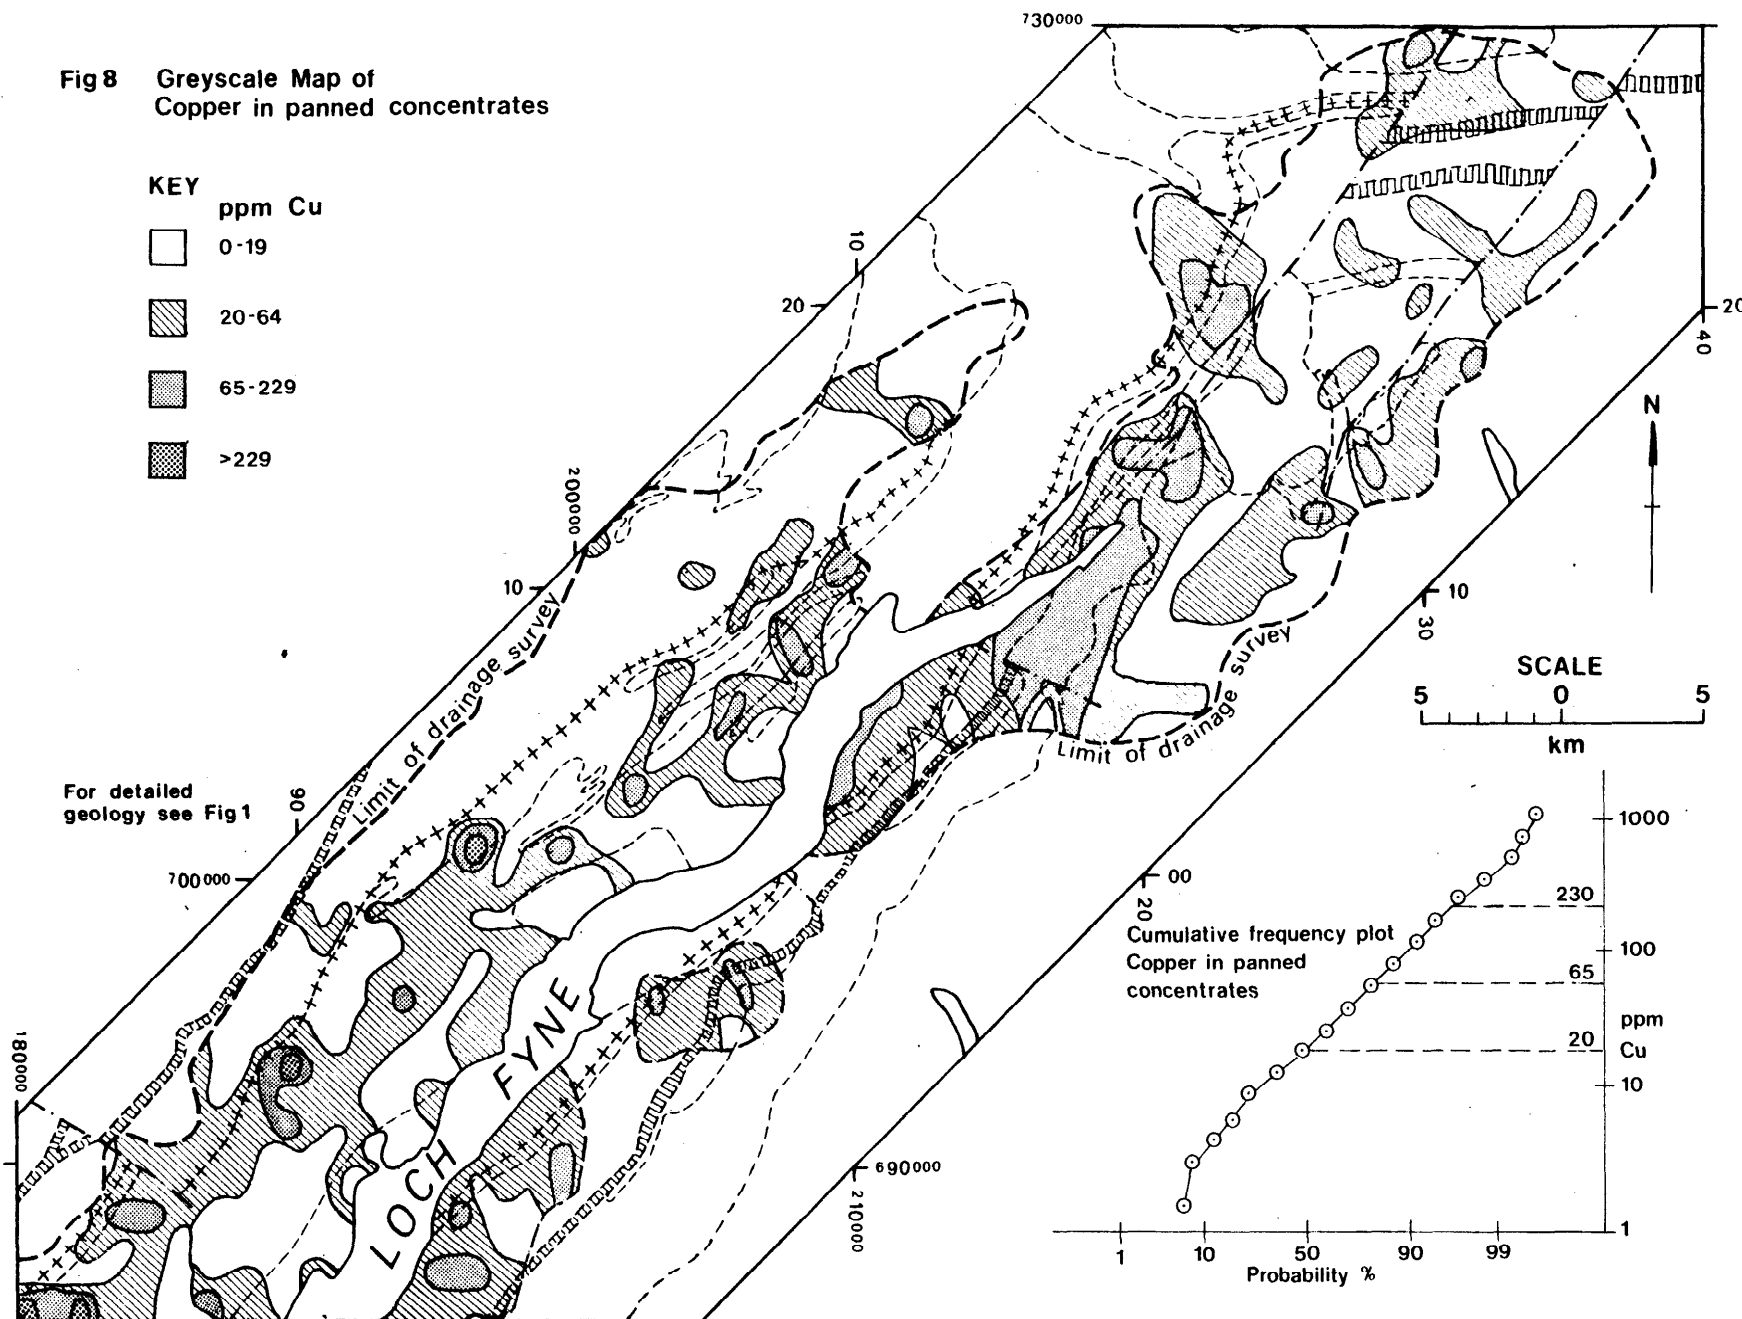 Fig 8 Greyscale Map of
Copper in panned concentrates
KEY
ppm Cu
0-19
20-64
65-229
>229
730000
10
20
200000
10
Limit of drainage survey
For detailed
geology see Fig 1
90
700000
180000
LOCH FYNE
Limit of drainage survey
20
40
N
10
30
SCALE
5 0 5
km
00
20
690000
210000
Cumulative frequency plot
Copper in panned
concentrates
1000
230
100
65
ppm
20 Cu
10
1
1 10 50 90 99
Probability %